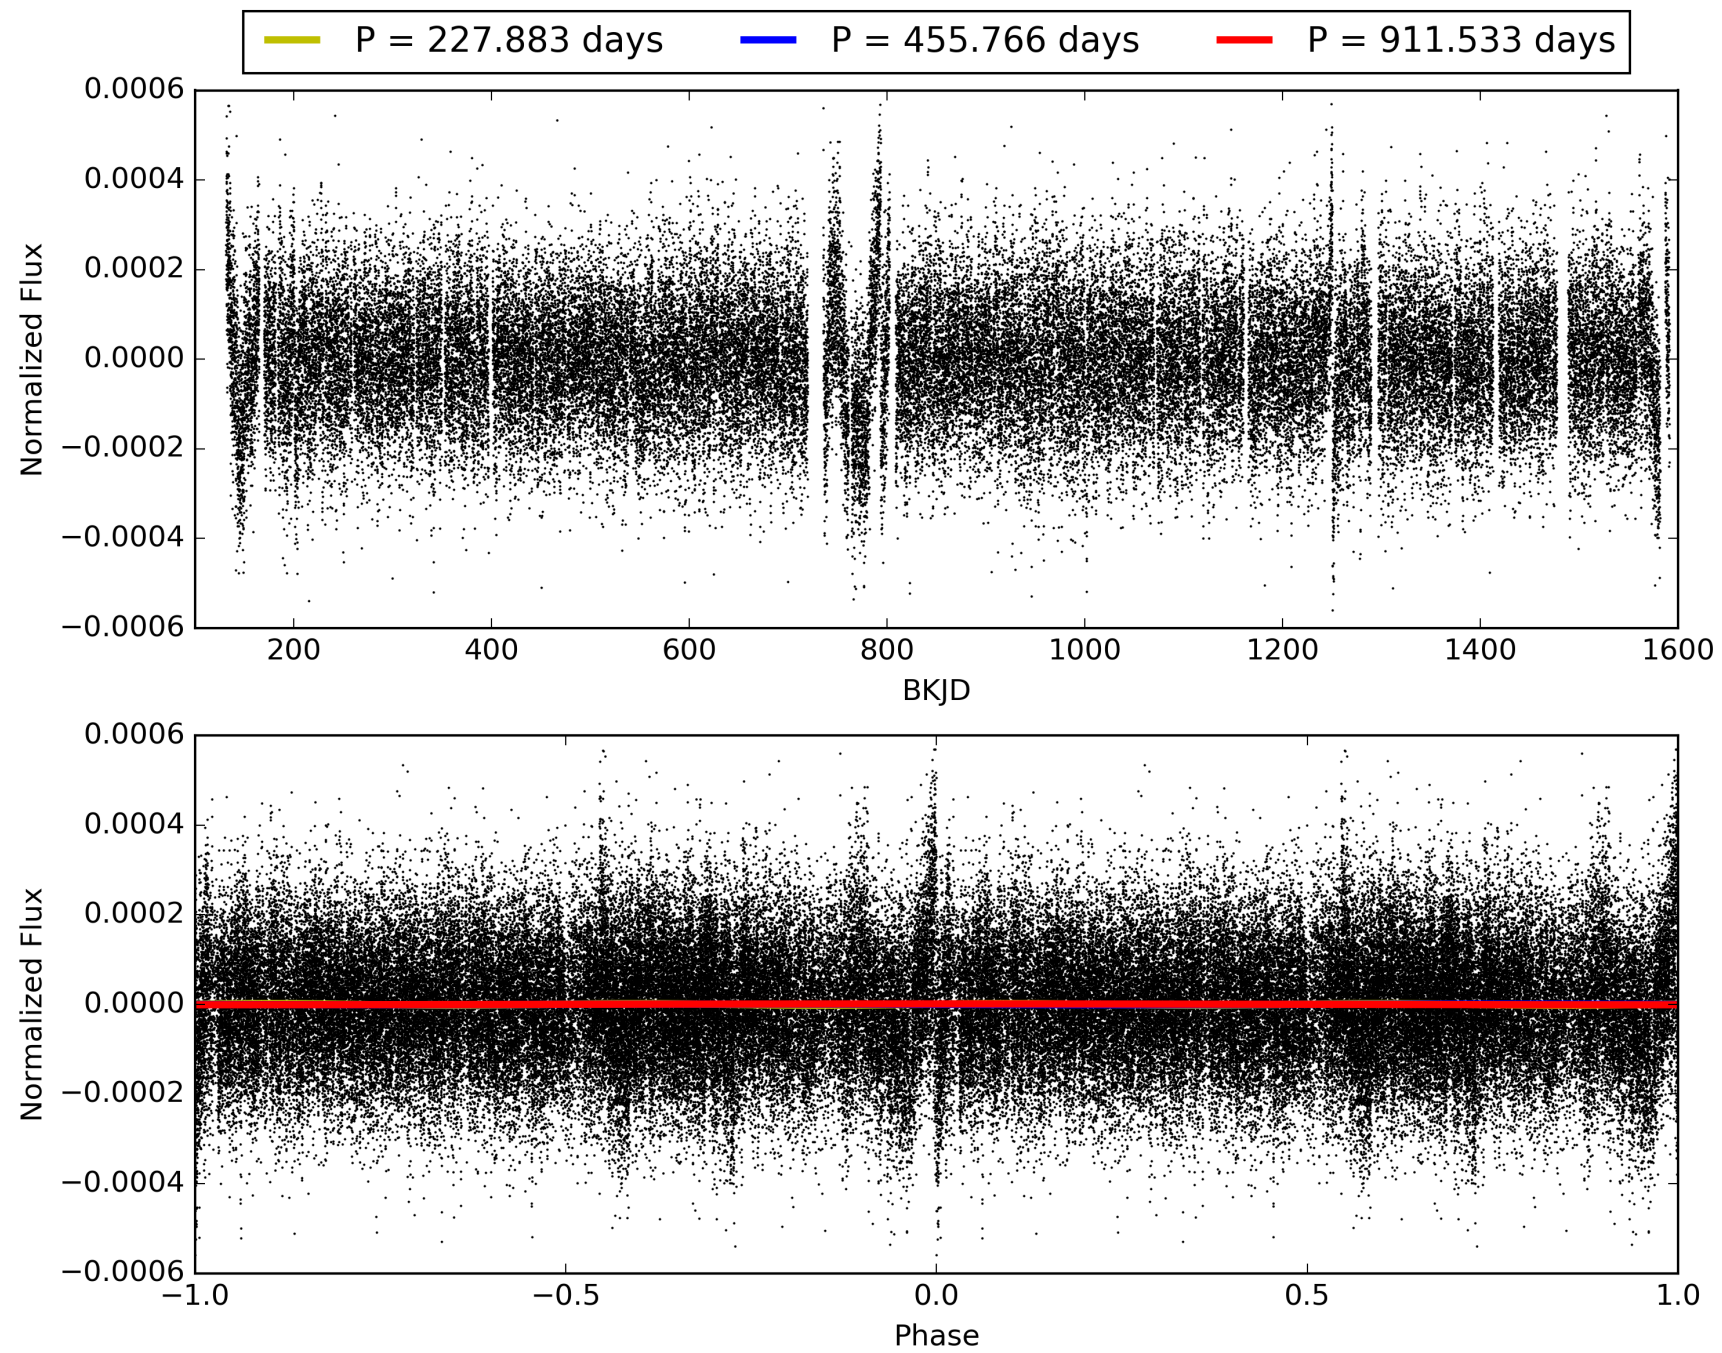 P = 227.883 days P = 455.766 days P = 911.533 days
0.0006
0.0004
0.0002
0.0000
−0.0002
−0.0004
−0.0006
Normalized Flux
200 400 600 800 1000 1200 1400 1600
BKJD
0.0006
0.0004
0.0002
0.0000
−0.0002
−0.0004
−0.0006
Normalized Flux
−1.0 −0.5 0.0 0.5 1.0
Phase